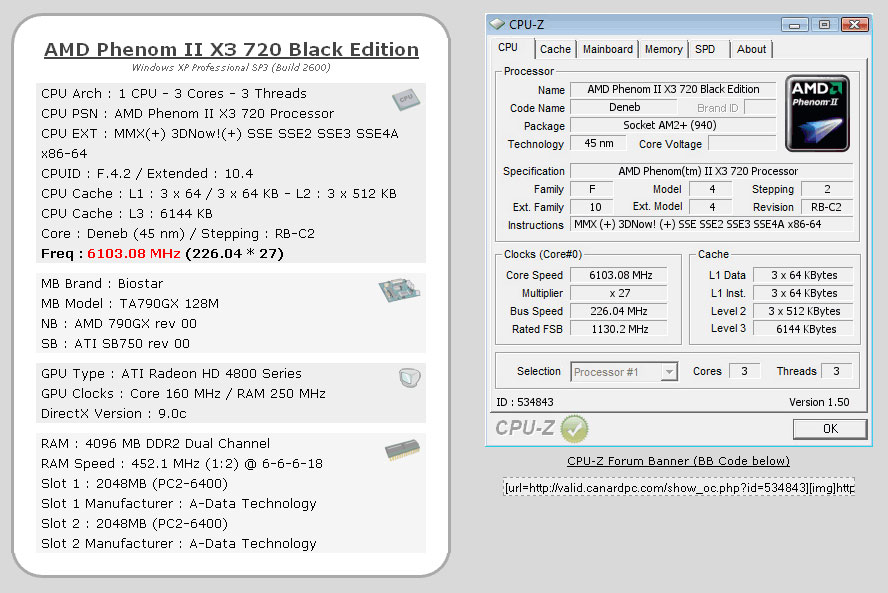 AMD Phenom II X3 720 Black Edition
Windows XP Professional SP3 (Build 2600)
CPU Arch : 1 CPU - 3 Cores - 3 Threads
CPU PSN : AMD Phenom II X3 720 Processor
CPU EXT : MMX(+) 3DNow!(+) SSE SSE2 SSE3 SSE4A
x86-64
CPUID : F.4.2 / Extended : 10.4
CPU Cache : L1 : 3 x 64 / 3 x 64 KB - L2 : 3 x 512 KB
CPU Cache : L3 : 6144 KB
Core : Deneb (45 nm) / Stepping : RB-C2
Freq : 6103.08 MHz (226.04 * 27)
MB Brand : Biostar
MB Model : TA790GX 128M
NB : AMD 790GX rev 00
SB : ATI SB750 rev 00
GPU Type : ATI Radeon HD 4800 Series
GPU Clocks : Core 160 MHz / RAM 250 MHz
DirectX Version : 9.0c
RAM : 4096 MB DDR2 Dual Channel
RAM Speed : 452.1 MHz (1:2) @ 6-6-6-18
Slot 1 : 2048MB (PC2-6400)
Slot 1 Manufacturer : A-Data Technology
Slot 2 : 2048MB (PC2-6400)
Slot 2 Manufacturer : A-Data Technology
CPU
CPU-Z
CPU Cache Mainboard Memory SPD About
Processor
Name AMD Phenom II X3 720 Black Edition
Code Name Deneb Brand ID
Package Socket AM2+ (940)
Technology 45 nm Core Voltage
AMD
Phenom II
Specification AMD Phenom(tm) II X3 720 Processor
Family F Model 4 Stepping 2
Ext. Family 10 Ext. Model 4 Revision RB-C2
Instructions MMX (+) 3DNow! (+) SSE SSE2 SSE3 SSE4A x86-64
Clocks (Core#0)
Core Speed 6103.08 MHz
Multiplier x 27
Bus Speed 226.04 MHz
Rated FSB 1130.2 MHz
Cache
L1 Data 3 x 64 KBytes
L1 Inst. 3 x 64 KBytes
Level 2 3 x 512 KBytes
Level 3 6144 KBytes
Selection Processor #1 Cores 3 Threads 3
ID : 534843 Version 1.50
CPU-Z OK
CPU-Z Forum Banner (BB Code below)
[url=http://valid.canardpc.com/show_oc.php?id=534843][img]http